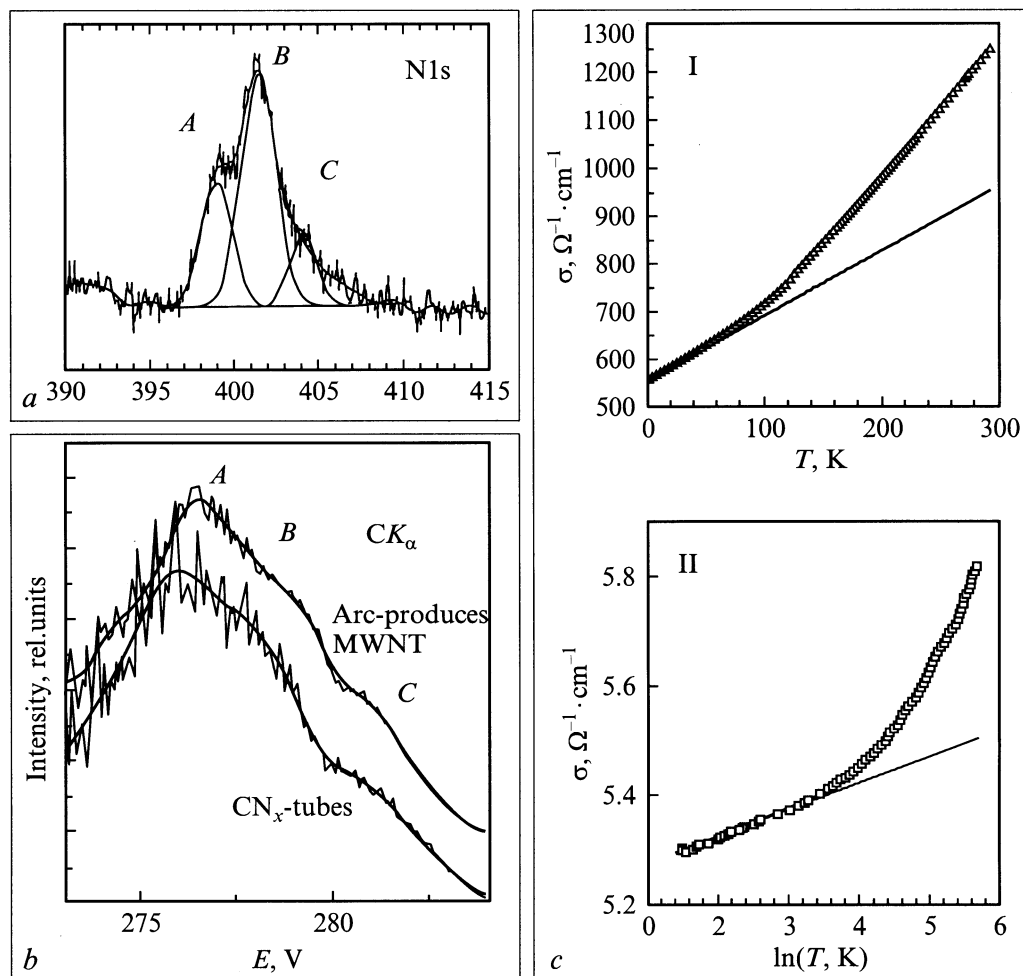 A
B
C
N1s
390 395 400 405 410 415
a
Intensity, rel.units
A
B
CKα
Arc-produces
MWNT
C
CNx-tubes
275 280
E, V
b
I
σ, Ω⁻¹·cm⁻¹
1300
1200
1100
1000
900
800
700
600
500
0 100 200 300
T, K
II
σ, Ω⁻¹·cm⁻¹
5.8
5.6
5.4
5.2
0 2 3 4 5 6
ln(T, K)
c